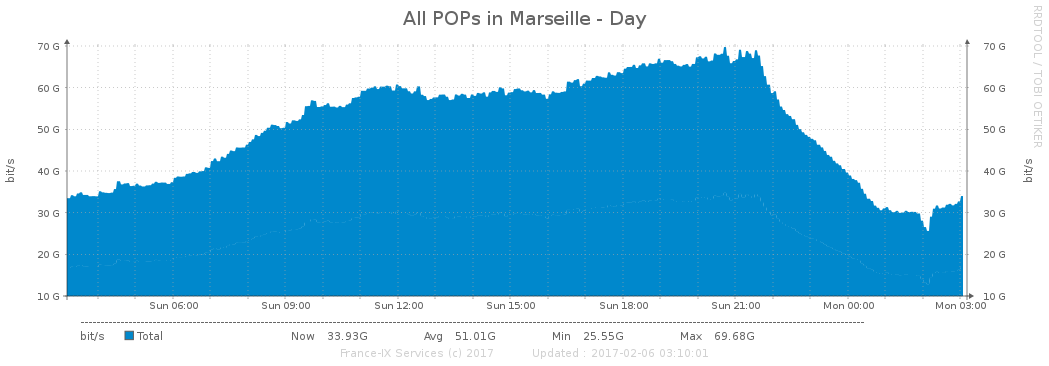 All POPs in Marseille - Day
RRDTOOL / TOBI OETIKER
bit/s
70 G
60 G
50 G
40 G
30 G
20 G
10 G
70 G
60 G
50 G
40 G
30 G
20 G
10 G
bit/s
Sun 06:00 Sun 09:00 Sun 12:00 Sun 15:00 Sun 18:00 Sun 21:00 Mon 00:00 Mon 03:00
bit/s Total Now 33.93G Avg 51.01G Min 25.55G Max 69.68G
France-IX Services (c) 2017 Updated : 2017-02-06 03:10:01